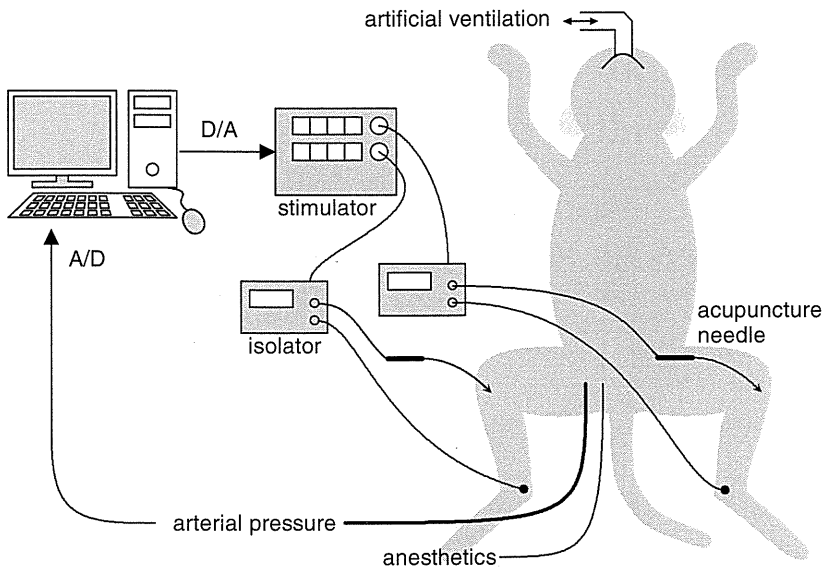 artificial ventilation
D/A
stimulator
A/D
isolator
acupuncture
needle
arterial pressure
anesthetics